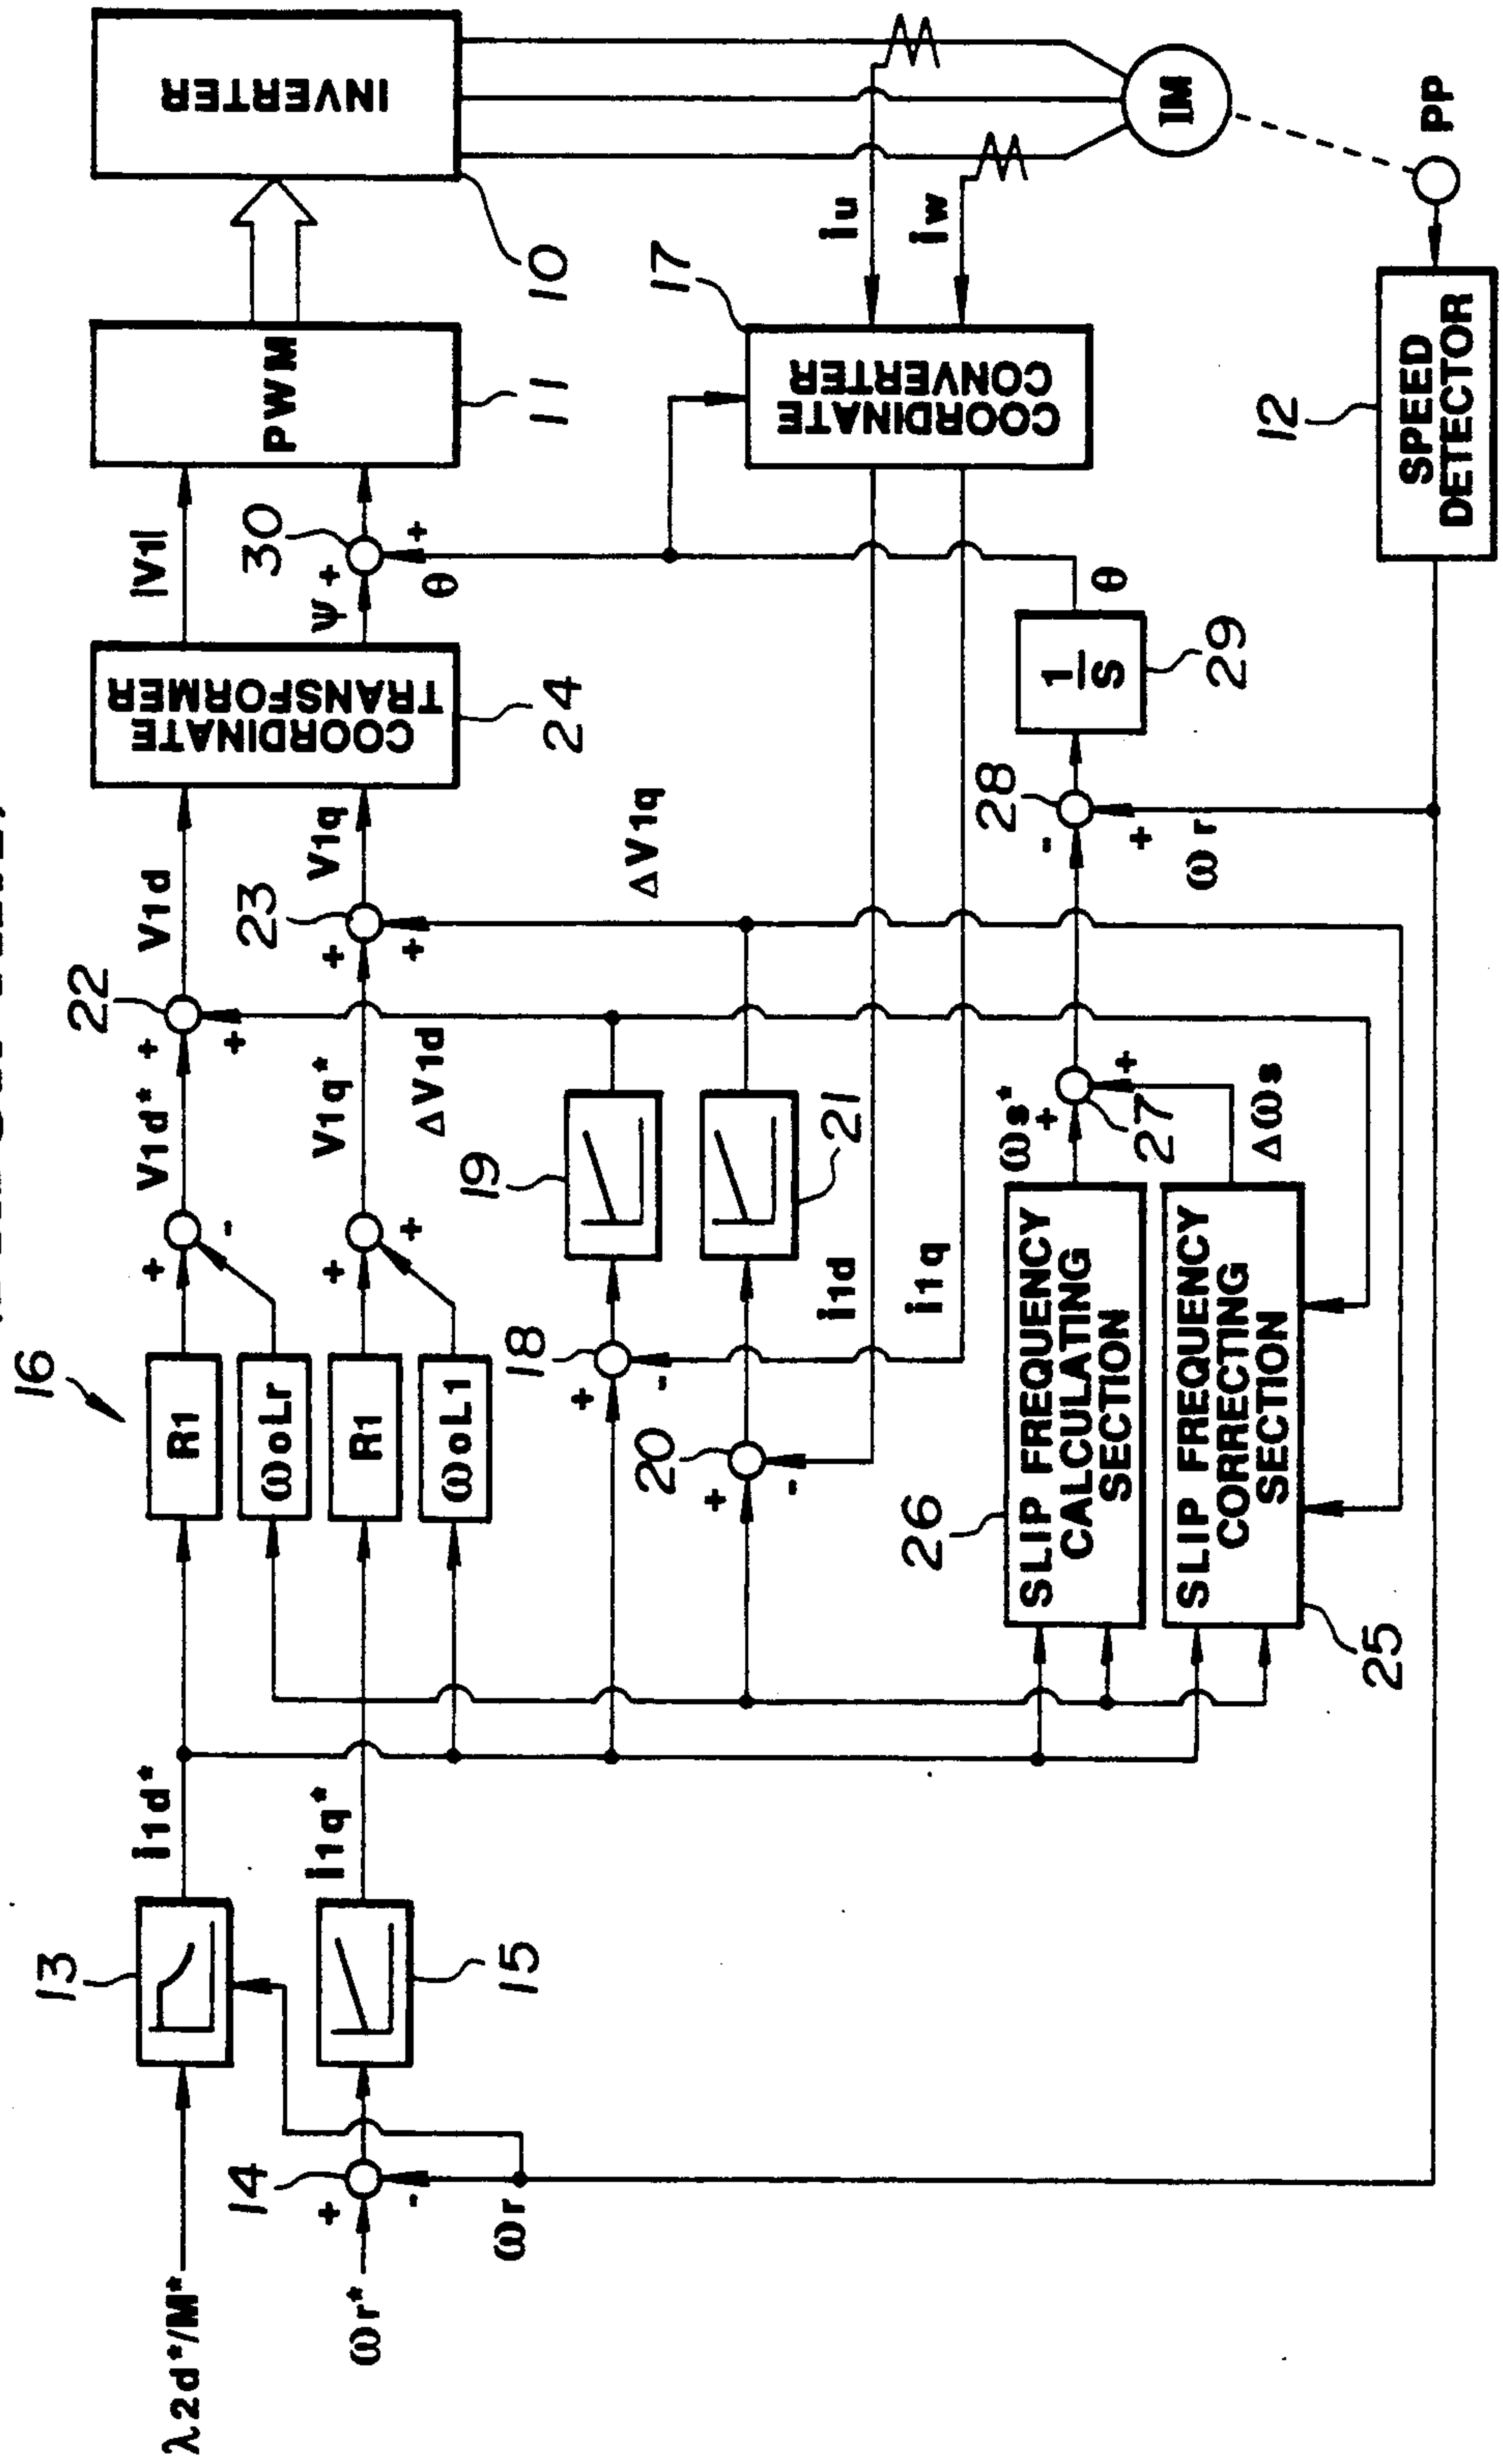 λ2d*/M*
ωr*
+
-
14
ωr
13
15
i1d*
i1q*
16
R1
ωoLr
R1
ωoL1
+
-
+
+
V1d*
+
+
22
V1d
V1q*
ΔV1d
+
+
23
V1q
ΔV1q
COORDINATE
TRANSFORMER
24
|V1|
ψ
+
+
θ
30
PWM
11
INVERTER
10
18
+
-
19
20
+
-
21
i1d
i1q
COORDINATE
CONVERTER
17
iu
iw
IM
PP
26
SLIP FREQUENCY
CALCULATING
SECTION
SLIP FREQUENCY
CORRECTING
SECTION
25
ωs*
+
+
27
Δωs
28
-
+
ωr
1
S
29
θ
12
SPEED
DETECTOR